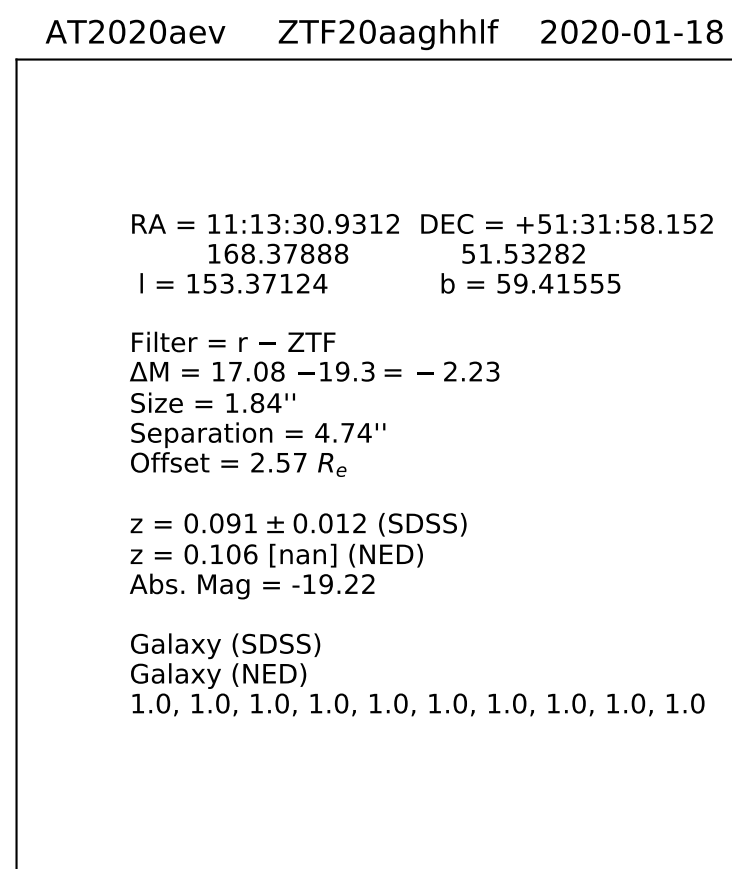 AT2020aev ZTF20aaghhlf 2020-01-18
RA = 11:13:30.9312 DEC = +51:31:58.152
168.37888 51.53282
l = 153.37124 b = 59.41555
Filter = r − ZTF
ΔM = 17.08 −19.3 = − 2.23
Size = 1.84''
Separation = 4.74''
Offset = 2.57 Rₑ
z = 0.091 ± 0.012 (SDSS)
z = 0.106 [nan] (NED)
Abs. Mag = -19.22
Galaxy (SDSS)
Galaxy (NED)
1.0, 1.0, 1.0, 1.0, 1.0, 1.0, 1.0, 1.0, 1.0, 1.0